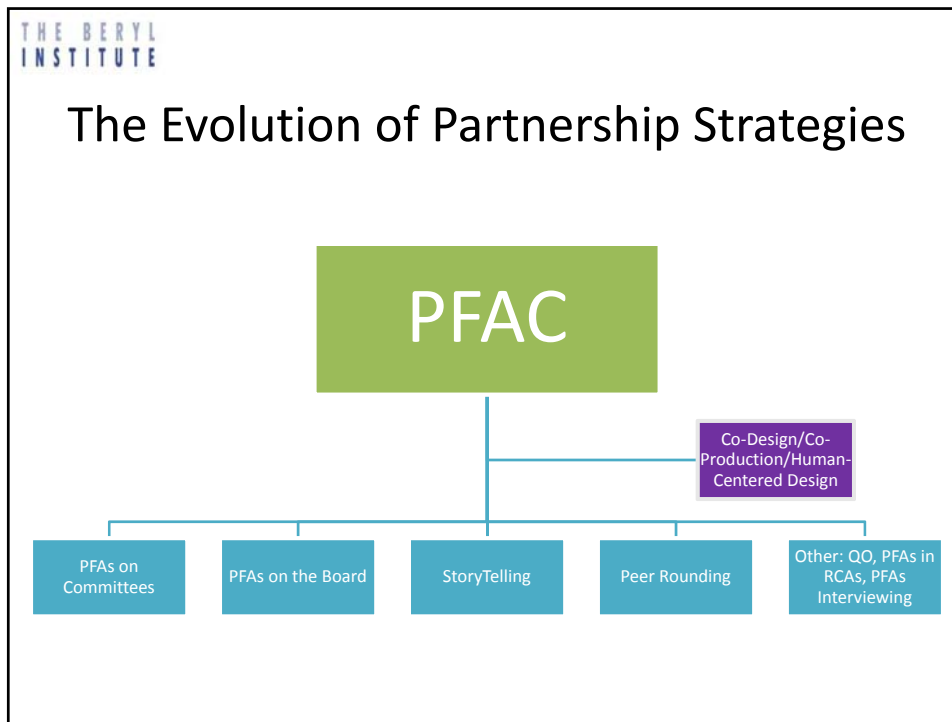 THE BERYL
INSTITUTE
The Evolution of Partnership Strategies
PFAC
Co-Design/Co-
Production/Human-
Centered Design
PFAs on
Committees
PFAs on the Board
StoryTelling
Peer Rounding
Other: QO, PFAs in
RCAs, PFAs
Interviewing